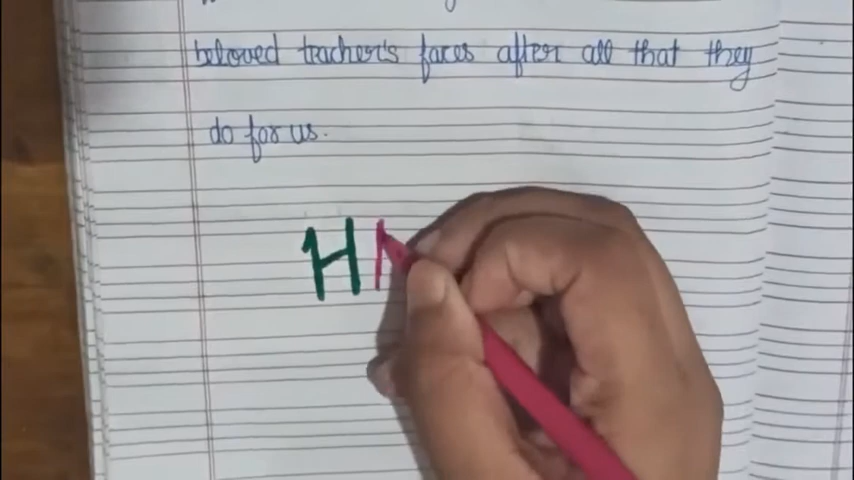 beloved teacher's faces after all that they
do for us.
H